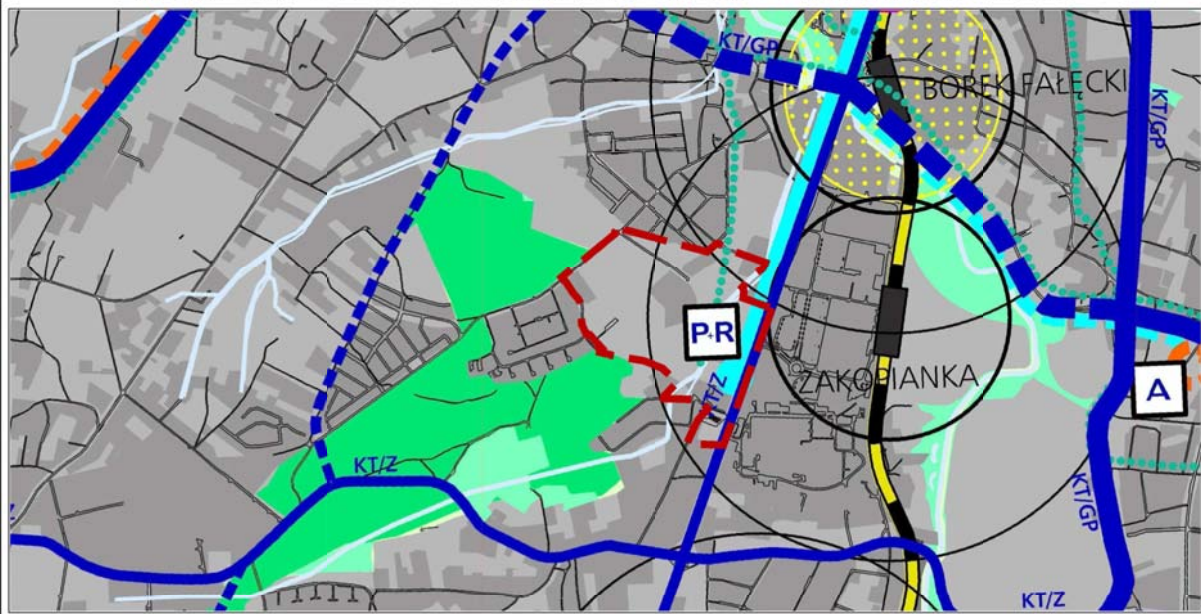 KT/GP
BOREK FAŁĘCKI
KT/GP
P+R
ZAKOPIANKA
A
KT/Z
KT/Z
KT/GP
KT/Z